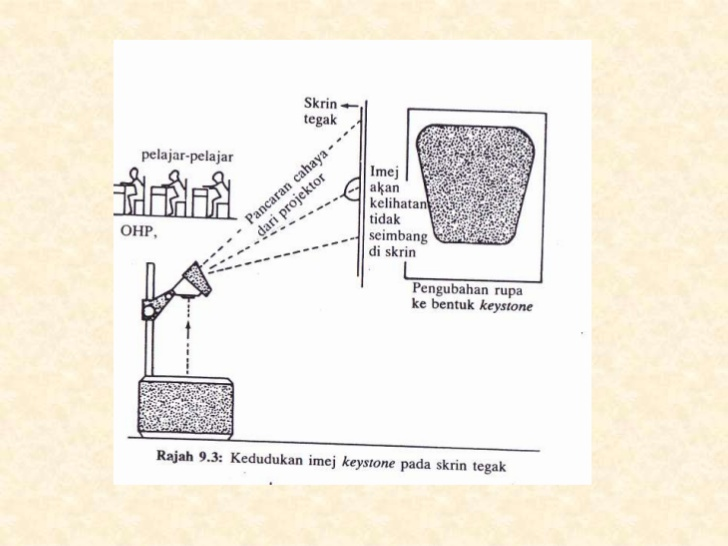 Skrin
tegak
pelajar-pelajar
Pancaran cahaya
dari projektor
Imej
akan
kelihatan
tidak
seimbang
di skrin
OHP,
Pengubahan rupa
ke bentuk keystone
Rajah 9.3: Kedudukan imej keystone pada skrin tegak